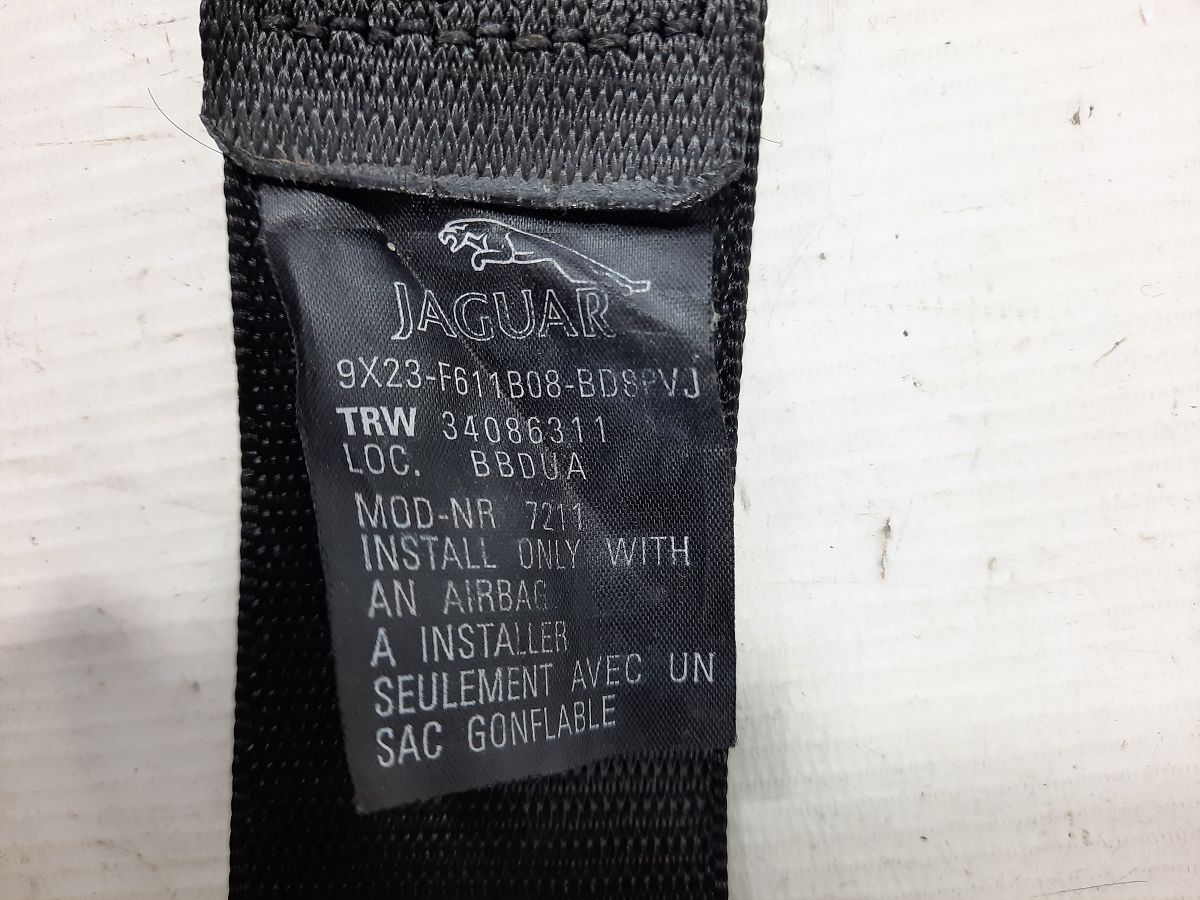 JAGUAR
9X23-F611B08-BD8PVJ
TRW 34086311
LOC. BBDUA
MOD-NR 7211
INSTALL ONLY WITH
AN AIRBAG
A INSTALLER
SEULEMENT AVEC UN
SAC GONFLABLE